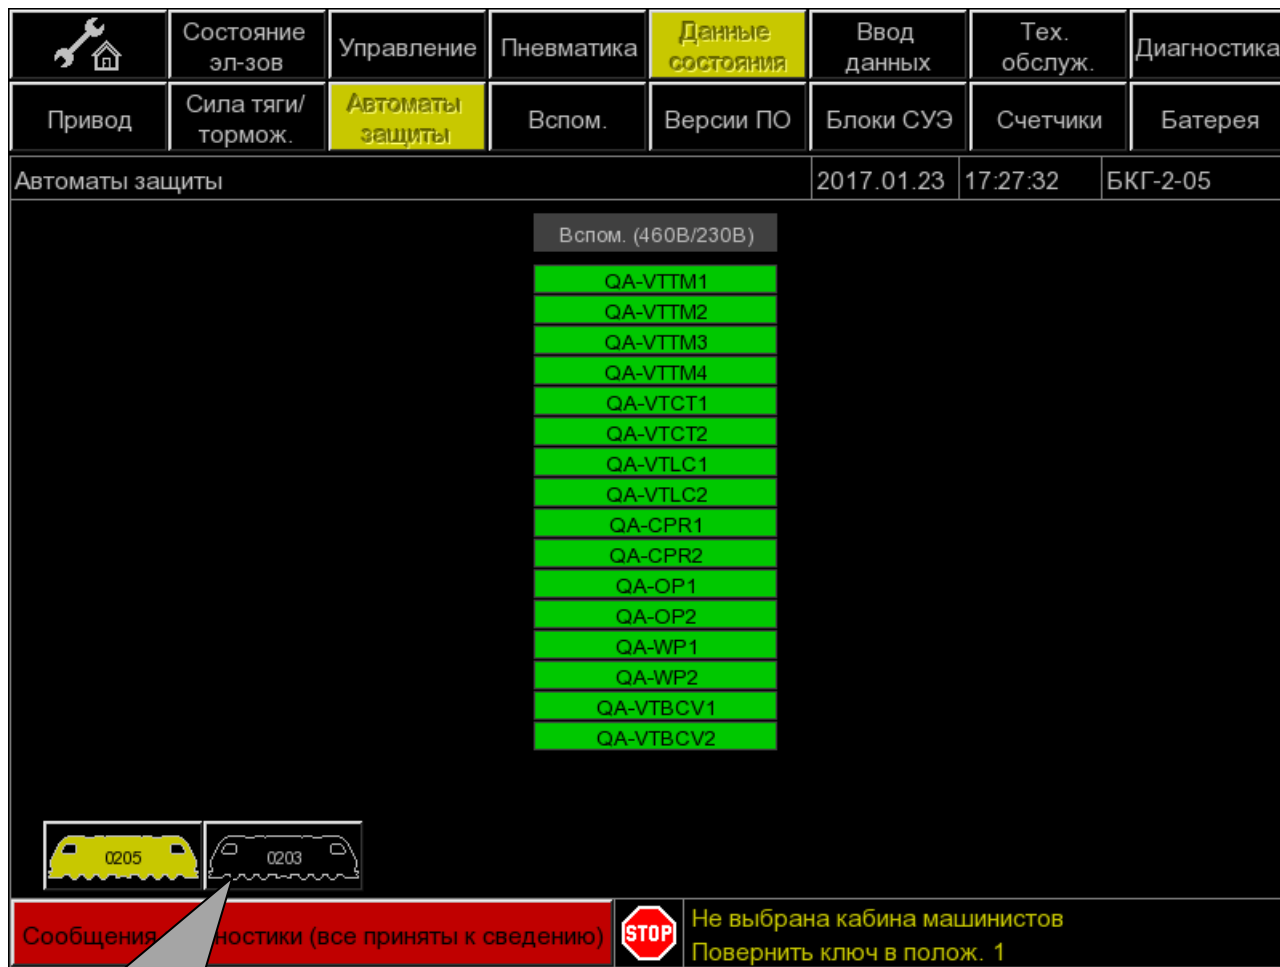 Состояние
эл-зов
Управление
Пневматика
Данные
состояния
Ввод
данных
Тех.
обслуж.
Диагностика
Привод
Сила тяги/
тормож.
Автоматы
защиты
Вспом.
Версии ПО
Блоки СУЭ
Счетчики
Батерея
Автоматы защиты
2017.01.23
17:27:32
БКГ-2-05
Вспом. (460В/230В)
QA-VTTM1
QA-VTTM2
QA-VTTM3
QA-VTTM4
QA-VTCT1
QA-VTCT2
QA-VTLC1
QA-VTLC2
QA-CPR1
QA-CPR2
QA-OP1
QA-OP2
QA-WP1
QA-WP2
QA-VTBCV1
QA-VTBCV2
0205
0203
Сообщения ностики (все приняты к сведению)
STOP
Не выбрана кабина машинистов
Повернить ключ в полож. 1